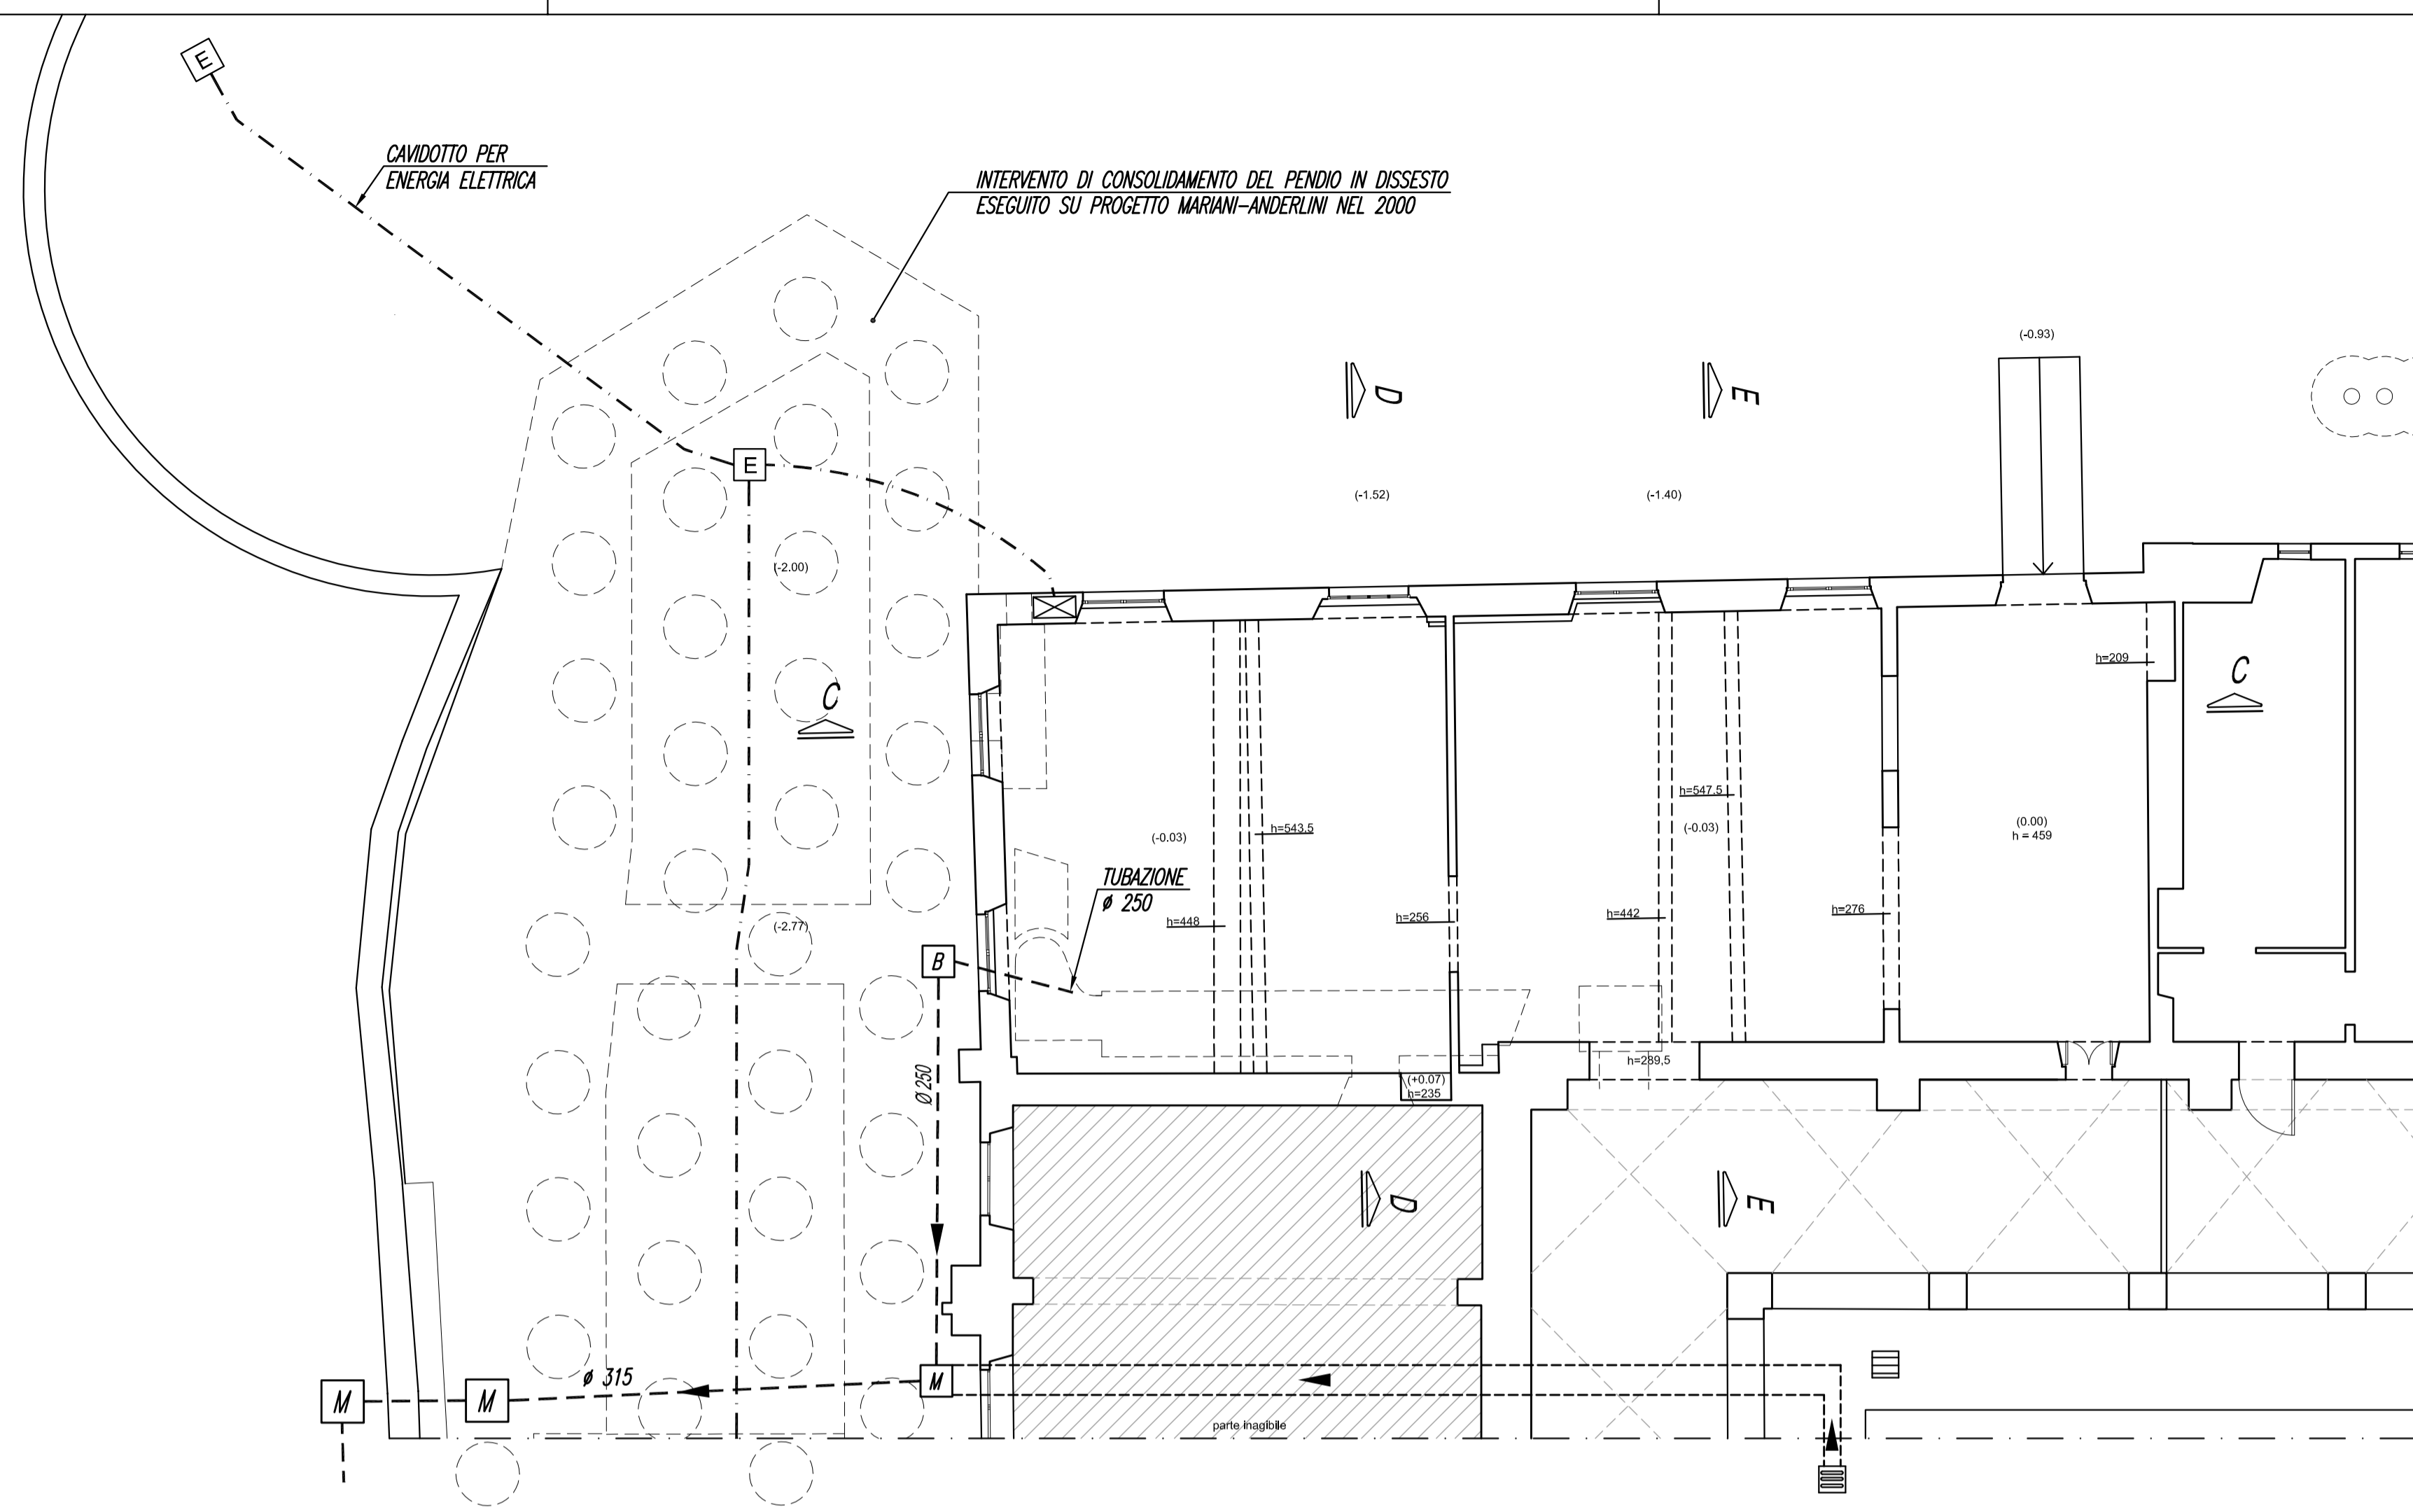 E
CAVIDOTTO PER
ENERGIA ELETTRICA
INTERVENTO DI CONSOLIDAMENTO DEL PENDIO IN DISSESTO
ESEGUITO SU PROGETTO MARIANI-ANDERLINI NEL 2000
(-0.93)
D
E
E
(-1.52)
(-1.40)
(-2.00)
h=209
C
C
h=547.5
(-0.03)
h=543.5
(-0.03)
(0.00)
h = 459
TUBAZIONE
ø 250
h=448
h=256
h=442
h=276
(-2.77)
B
h=289,5
Ø 250
(+0.07)
h=235
D
E
ø 315
M
M
M
parte inagibile